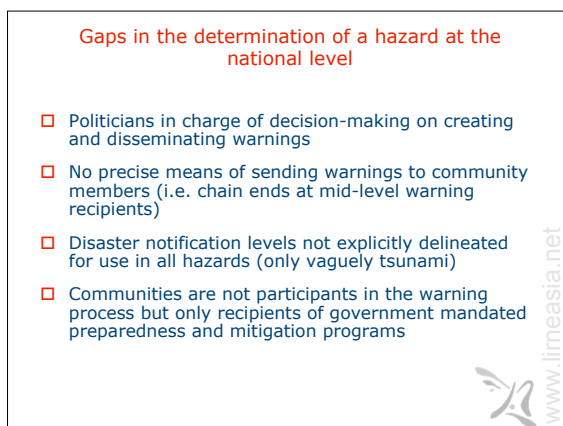 Gaps in the determination of a hazard at the
national level
Politicians in charge of decision-making on creating
and disseminating warnings
No precise means of sending warnings to community
members (i.e. chain ends at mid-level warning
recipients)
Disaster notification levels not explicitly delineated
for use in all hazards (only vaguely tsunami)
Communities are not participants in the warning
process but only recipients of government mandated
preparedness and mitigation programs
www.lirneasia.net